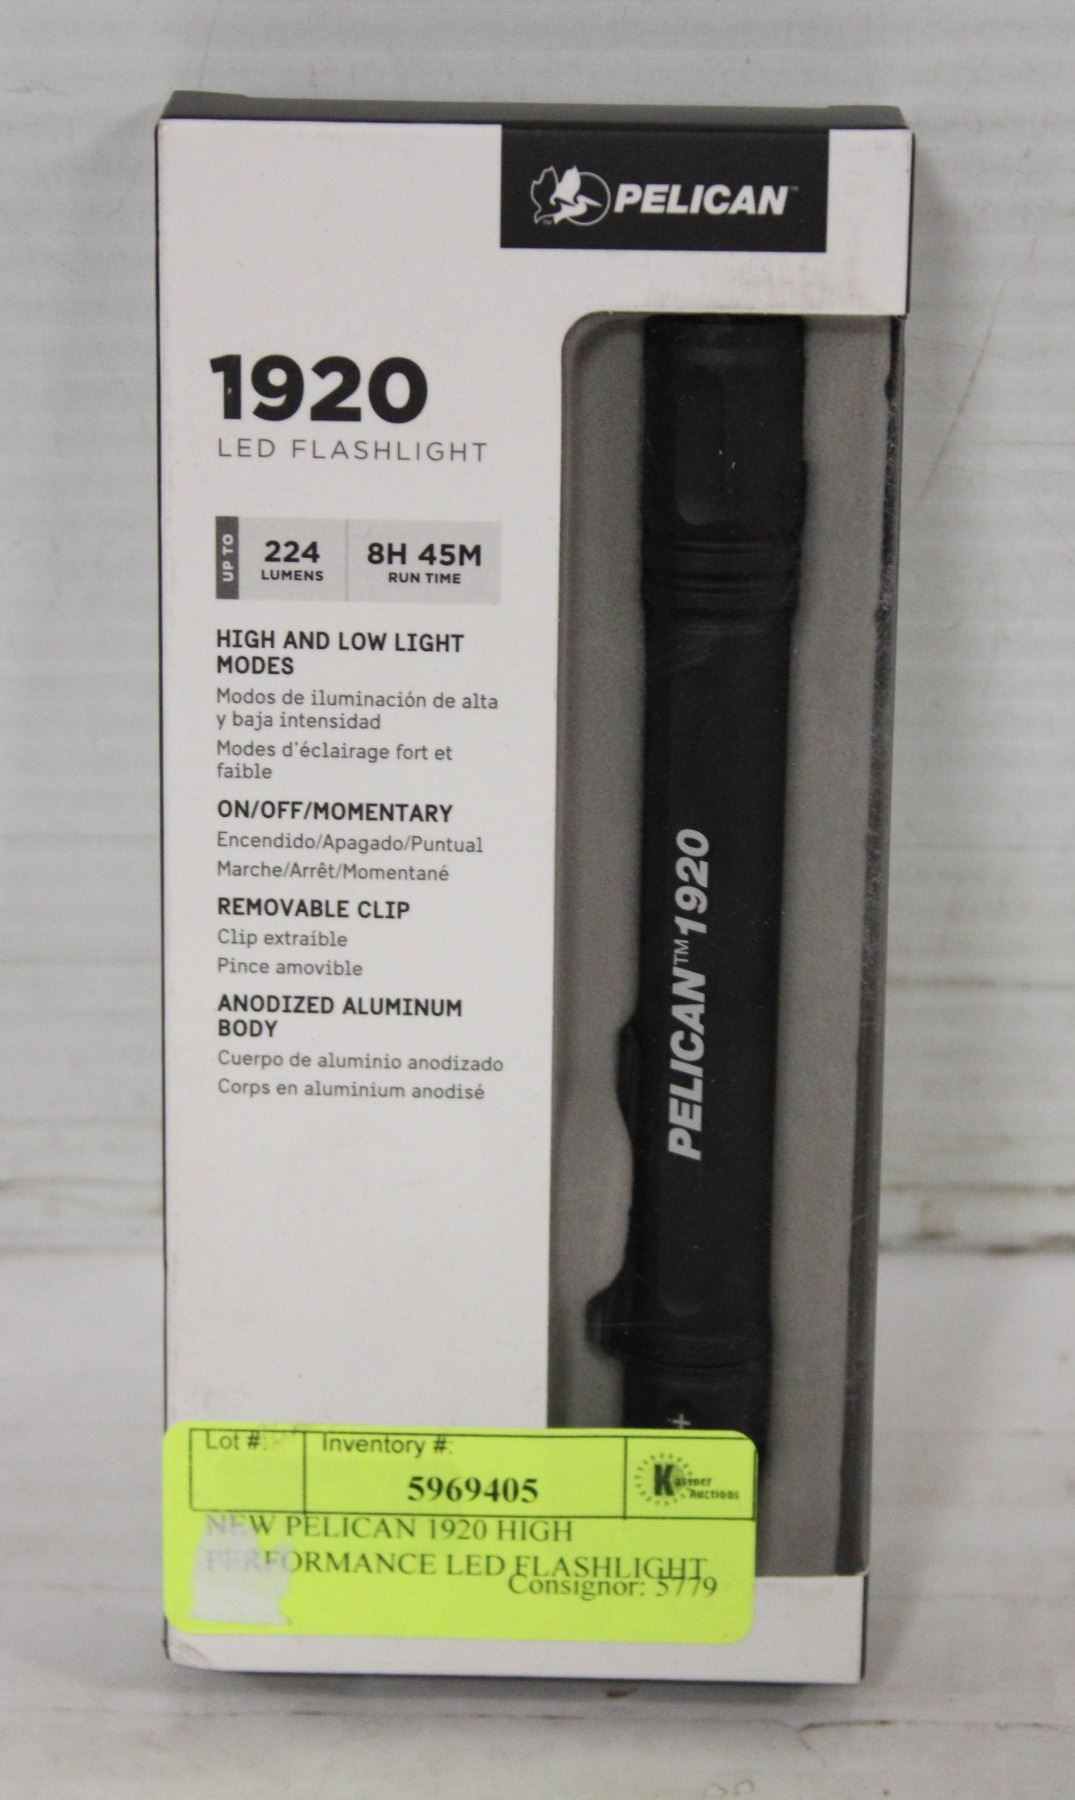 PELICAN™
1920
LED FLASHLIGHT
UP TO
224
LUMENS
8H 45M
RUN TIME
HIGH AND LOW LIGHT
MODES
Modos de iluminación de alta
y baja intensidad
Modes d'éclairage fort et
faible
ON/OFF/MOMENTARY
Encendido/Apagado/Puntual
Marche/Arrêt/Momentané
REMOVABLE CLIP
Clip extraíble
Pince amovible
ANODIZED ALUMINUM
BODY
Cuerpo de aluminio anodizado
Corps en aluminium anodisé
PELICAN™1920
+
Lot #:
Inventory #:
5969405
Kastner
Auctions
NEW PELICAN 1920 HIGH
PERFORMANCE LED FLASHLIGHT
Consignor: 5779